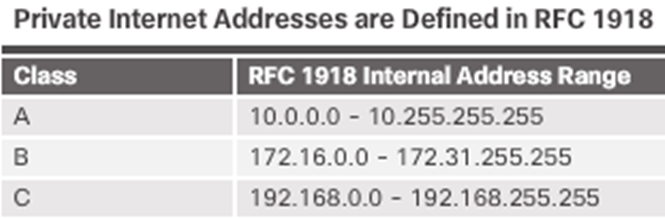 Private Internet Addresses are Defined in RFC 1918
Class RFC 1918 Internal Address Range
A 10.0.0.0 - 10.255.255.255
B 172.16.0.0 - 172.31.255.255
C 192.168.0.0 - 192.168.255.255